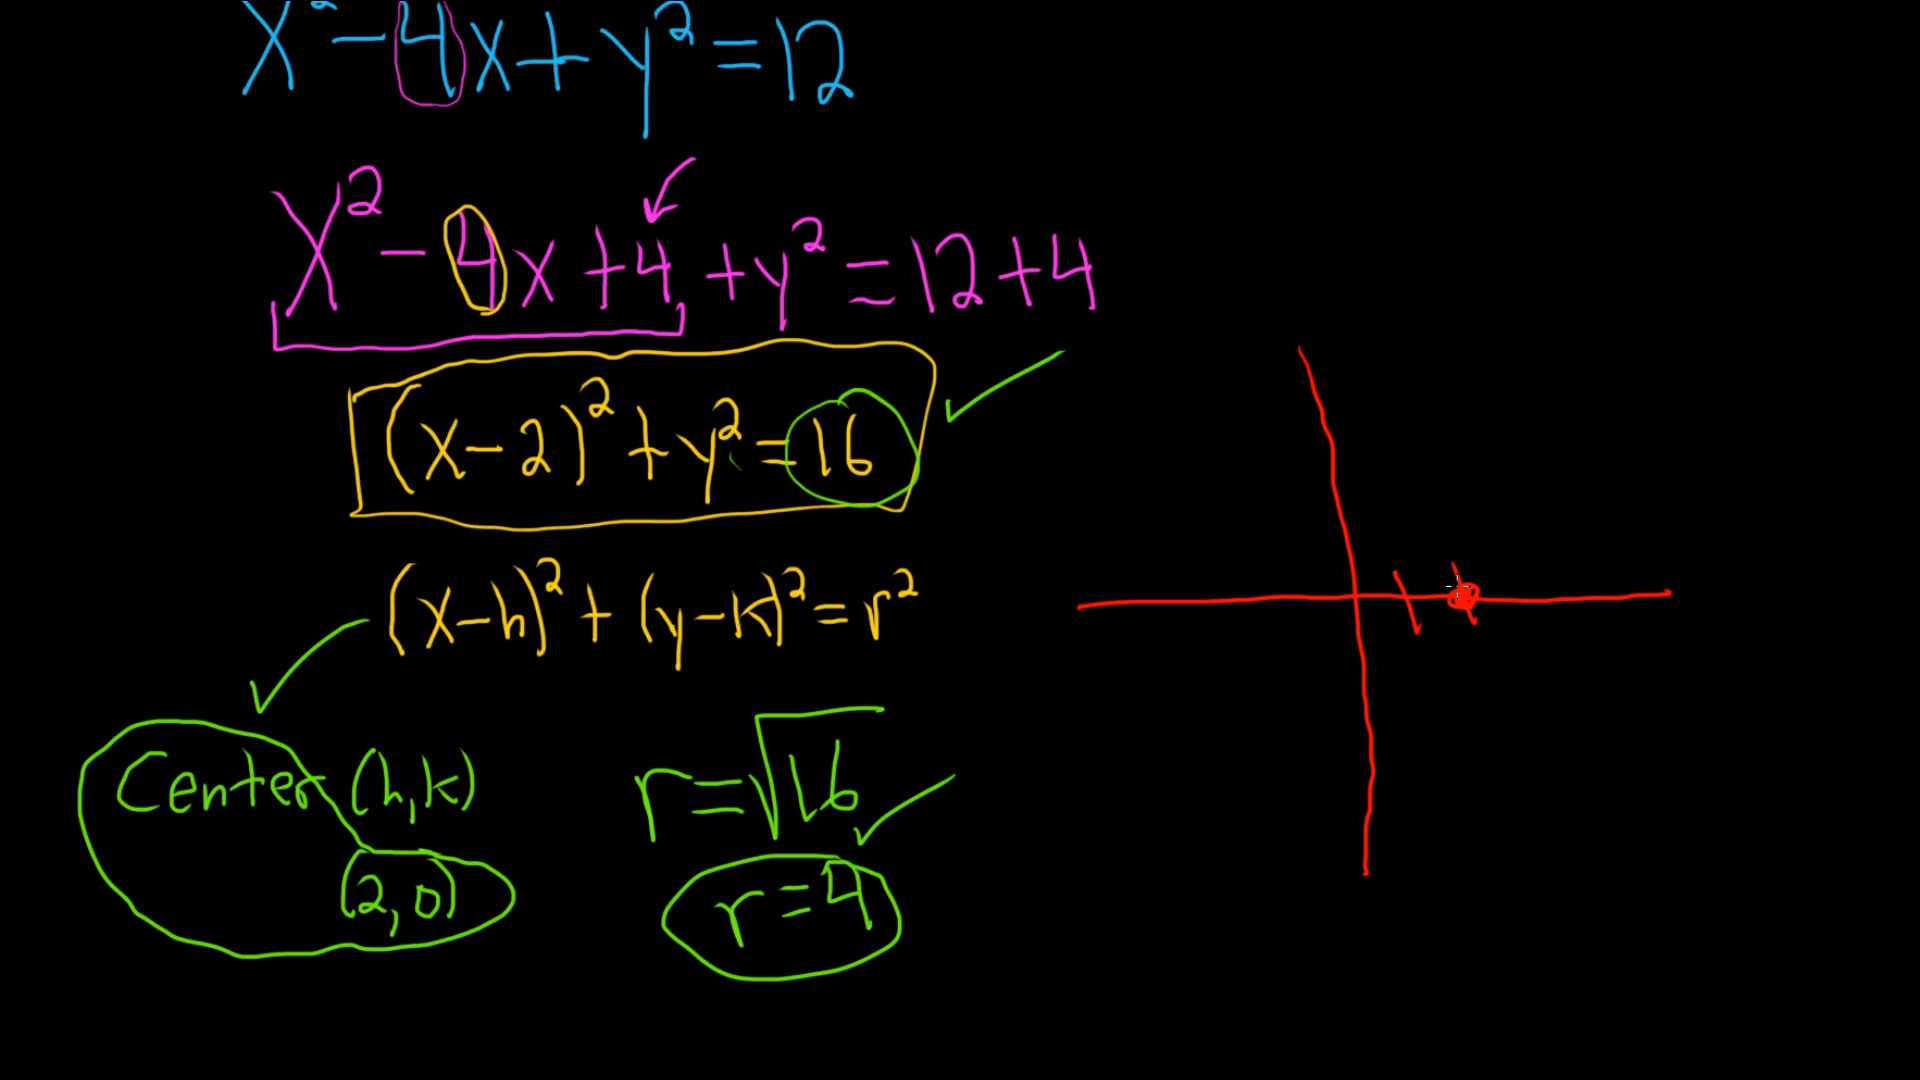 x² - 4x + y² = 12
x² - 4x + 4 + y² = 12 + 4
(x - 2)² + y² = 16
(x - h)² + (y - k)² = r²
Center (h, k)
(2, 0)
r = √16
r = 4